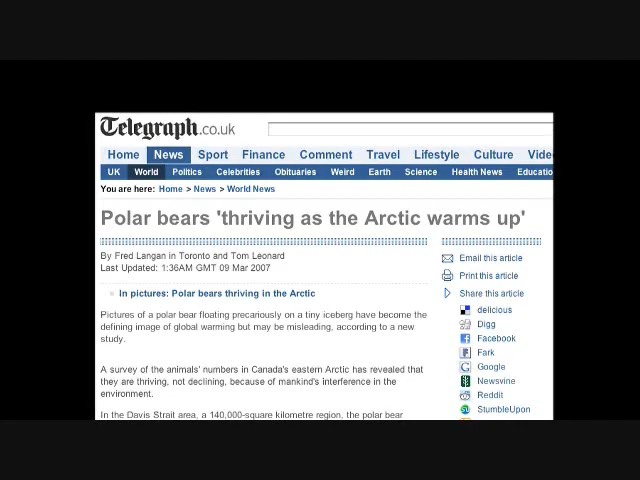 Telegraph.co.uk
Home News Sport Finance Comment Travel Lifestyle Culture Vide
UK World Politics Celebrities Obituaries Weird Earth Science Health News Educatio
You are here: Home > News > World News
Polar bears 'thriving as the Arctic warms up'
By Fred Langan in Toronto and Tom Leonard
Last Updated: 1:36AM GMT 09 Mar 2007
In pictures: Polar bears thriving in the Arctic
Pictures of a polar bear floating precariously on a tiny iceberg have become the
defining image of global warming but may be misleading, according to a new
study.
A survey of the animals' numbers in Canada's eastern Arctic has revealed that
they are thriving, not declining, because of mankind's interference in the
environment.
In the Davis Strait area, a 140,000-square kilometre region, the polar bear
Email this article
Print this article
Share this article
delicious
Digg
Facebook
Fark
Google
Newsvine
Reddit
StumbleUpon